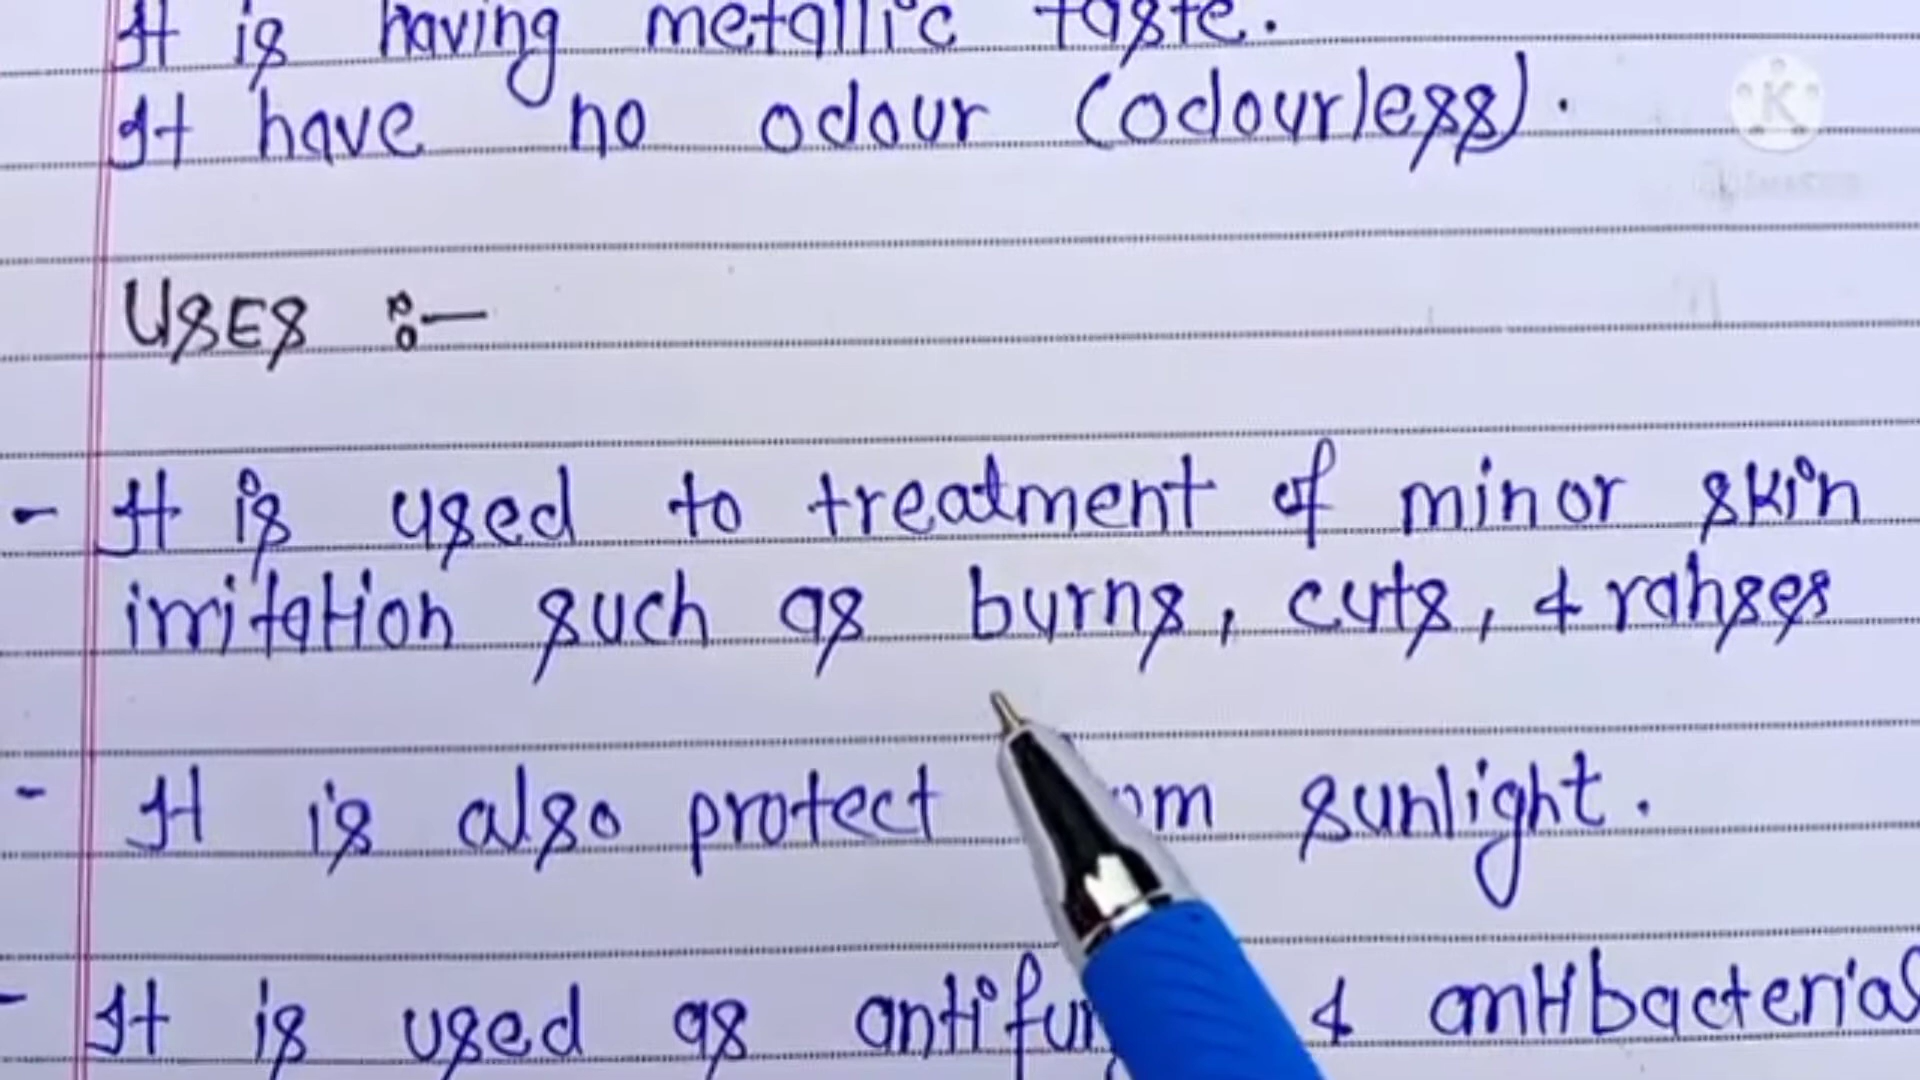 It is having metallic taste.
It have no odour (odourless).
USES :-
- It is used to treatment of minor skin
irritation such as burns, cuts, & rahses
- It is also protect sunlight.
- It is used as & antibacterial